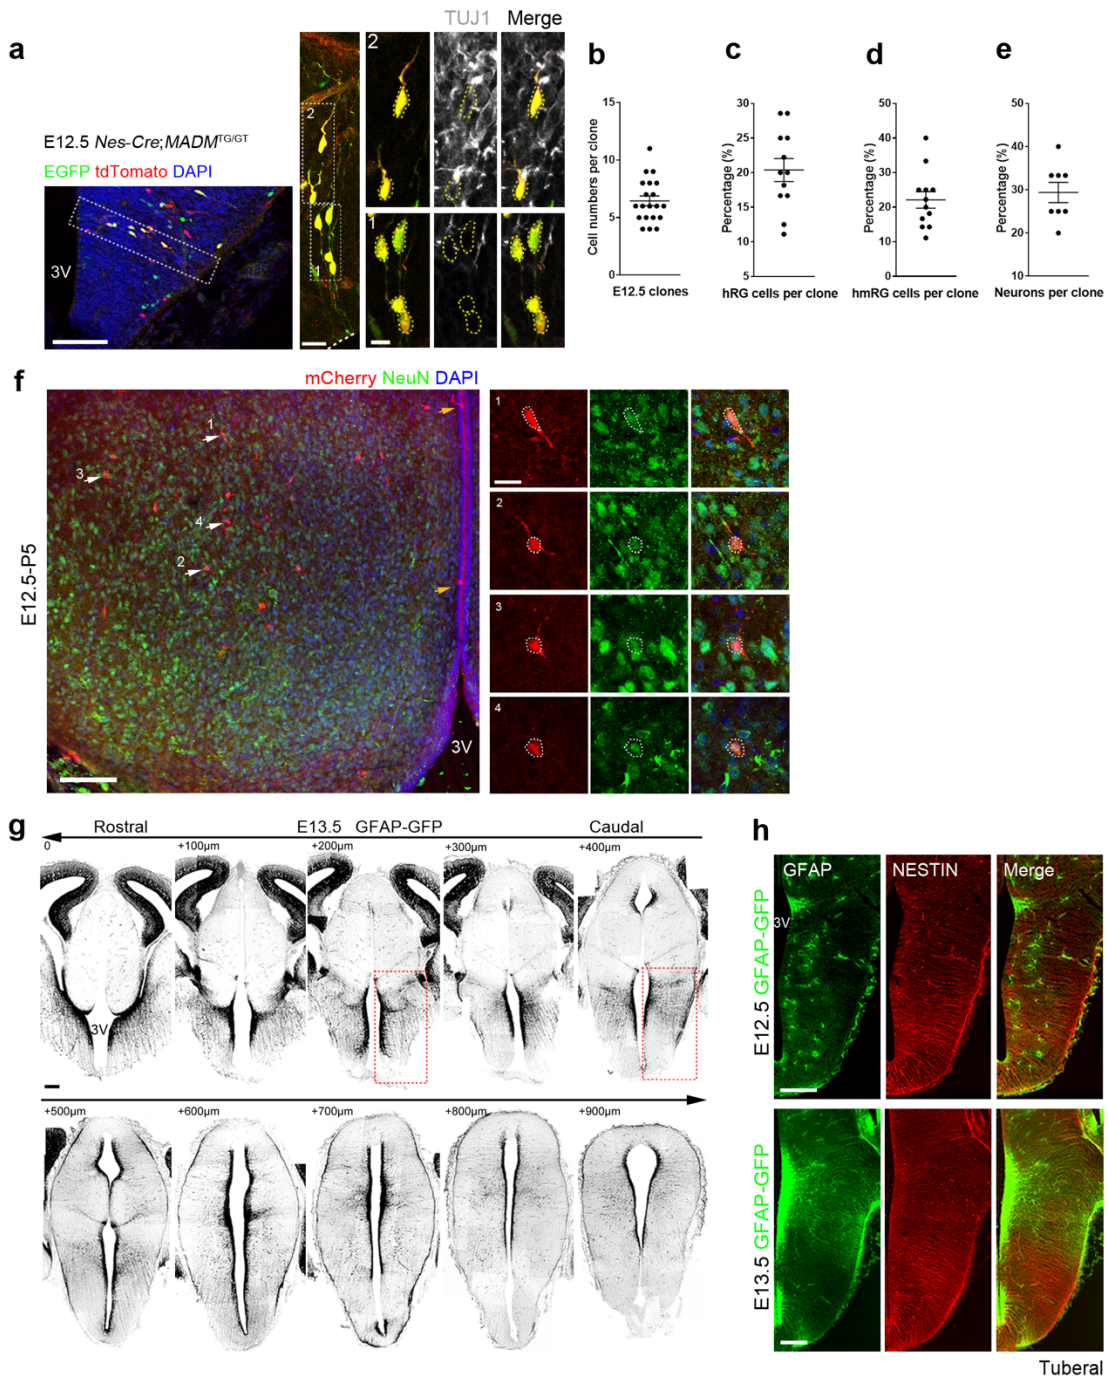 a
E12.5 Nes-Cre;MADM^TG/GT
EGFP tdTomato DAPI
3V
2
1
2
TUJ1
Merge
1
b
Cell numbers per clone
15
10
5
0
E12.5 clones
c
Percentage (%)
30
25
20
15
10
5
hRG cells per clone
d
Percentage (%)
60
40
20
0
hmRG cells per clone
e
Percentage (%)
50
40
30
20
10
Neurons per clone
f
mCherry NeuN DAPI
E12.5-P5
1
3
4
2
3V
1
2
3
4
g
Rostral E13.5 GFAP-GFP Caudal
0 +100µm +200µm +300µm +400µm
3V
+500µm +600µm +700µm +800µm +900µm
h
GFAP NESTIN Merge
3V
E12.5 GFAP-GFP
E13.5 GFAP-GFP
Tuberal